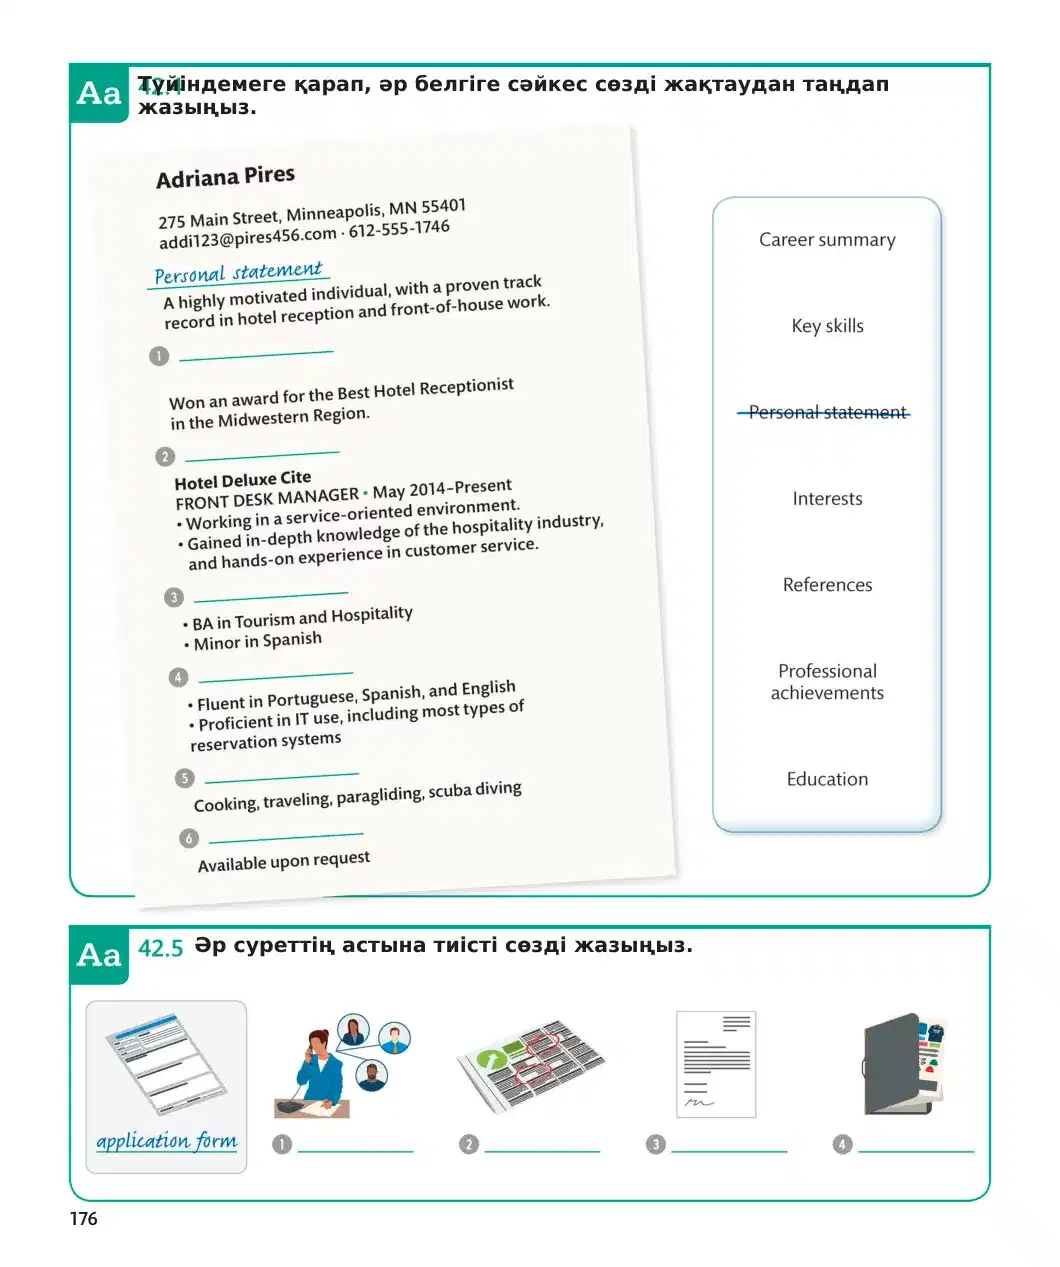 Aa 42.4 Түйіндемеге қарап, әр белгіге сәйкес сөзді жақтаудан таңдап
жазыңыз.
Adriana Pires
275 Main Street, Minneapolis, MN 55401
addi123@pires456.com · 612-555-1746
Personal statement
A highly motivated individual, with a proven track
record in hotel reception and front-of-house work.
1
Won an award for the Best Hotel Receptionist
in the Midwestern Region.
2
Hotel Deluxe Cite
FRONT DESK MANAGER • May 2014–Present
• Working in a service-oriented environment.
• Gained in-depth knowledge of the hospitality industry,
and hands-on experience in customer service.
3
• BA in Tourism and Hospitality
• Minor in Spanish
4
• Fluent in Portuguese, Spanish, and English
• Proficient in IT use, including most types of
reservation systems
5
Cooking, traveling, paragliding, scuba diving
6
Available upon request
Career summary
Key skills
Personal statement
Interests
References
Professional
achievements
Education
Aa 42.5 Әр суреттің астына тиісті сөзді жазыңыз.
application form
1
2
3
4
176